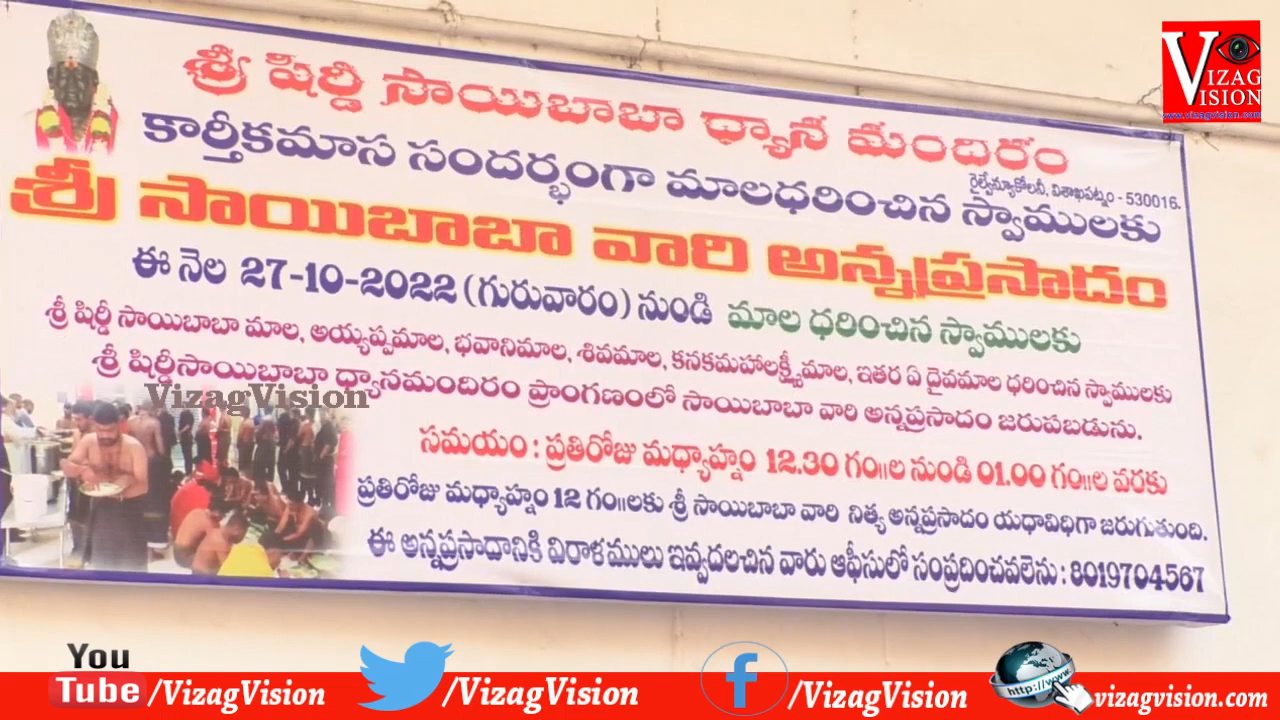 VIZAG VISION
www.vizagvision.com
శ్రీ షిర్డీ సాయిబాబా ధ్యాన మందిరం
రైల్వేన్యూకోలనీ, విశాఖపట్నం - 530016.
కార్తీకమాస సందర్భంగా మాలధరించిన స్వాములకు
శ్రీ సాయిబాబా వారి అన్నప్రసాదం
ఈ నెల 27-10-2022 (గురువారం) నుండి మాల ధరించిన స్వాములకు
శ్రీ షిర్డీ సాయిబాబా మాల, అయ్యప్పమాల, భవానిమాల, శివమాల, కనకమహాలక్ష్మీమాల, ఇతర ఏ దైవమాల ధరించిన స్వాములకు
శ్రీ షిర్డీసాయిబాబా ధ్యానమందిరం ప్రాంగణంలో సాయిబాబా వారి అన్నప్రసాదం జరుపబడును.
VizagVision
సమయం : ప్రతిరోజు మధ్యాహ్నం 12.30 గం॥ల నుండి 01.00 గం॥ల వరకు
ప్రతిరోజు మధ్యాహ్నం 12 గం॥లకు శ్రీ సాయిబాబా వారి నిత్య అన్నప్రసాదం యధావిధిగా జరుగుతుంది.
ఈ అన్నప్రసాదానికి విరాళములు ఇవ్వదలచిన వారు ఆఫీసులో సంప్రదించవలెను : 8019704567
You Tube /VizagVision /VizagVision f /VizagVision http://www. vizagvision.com